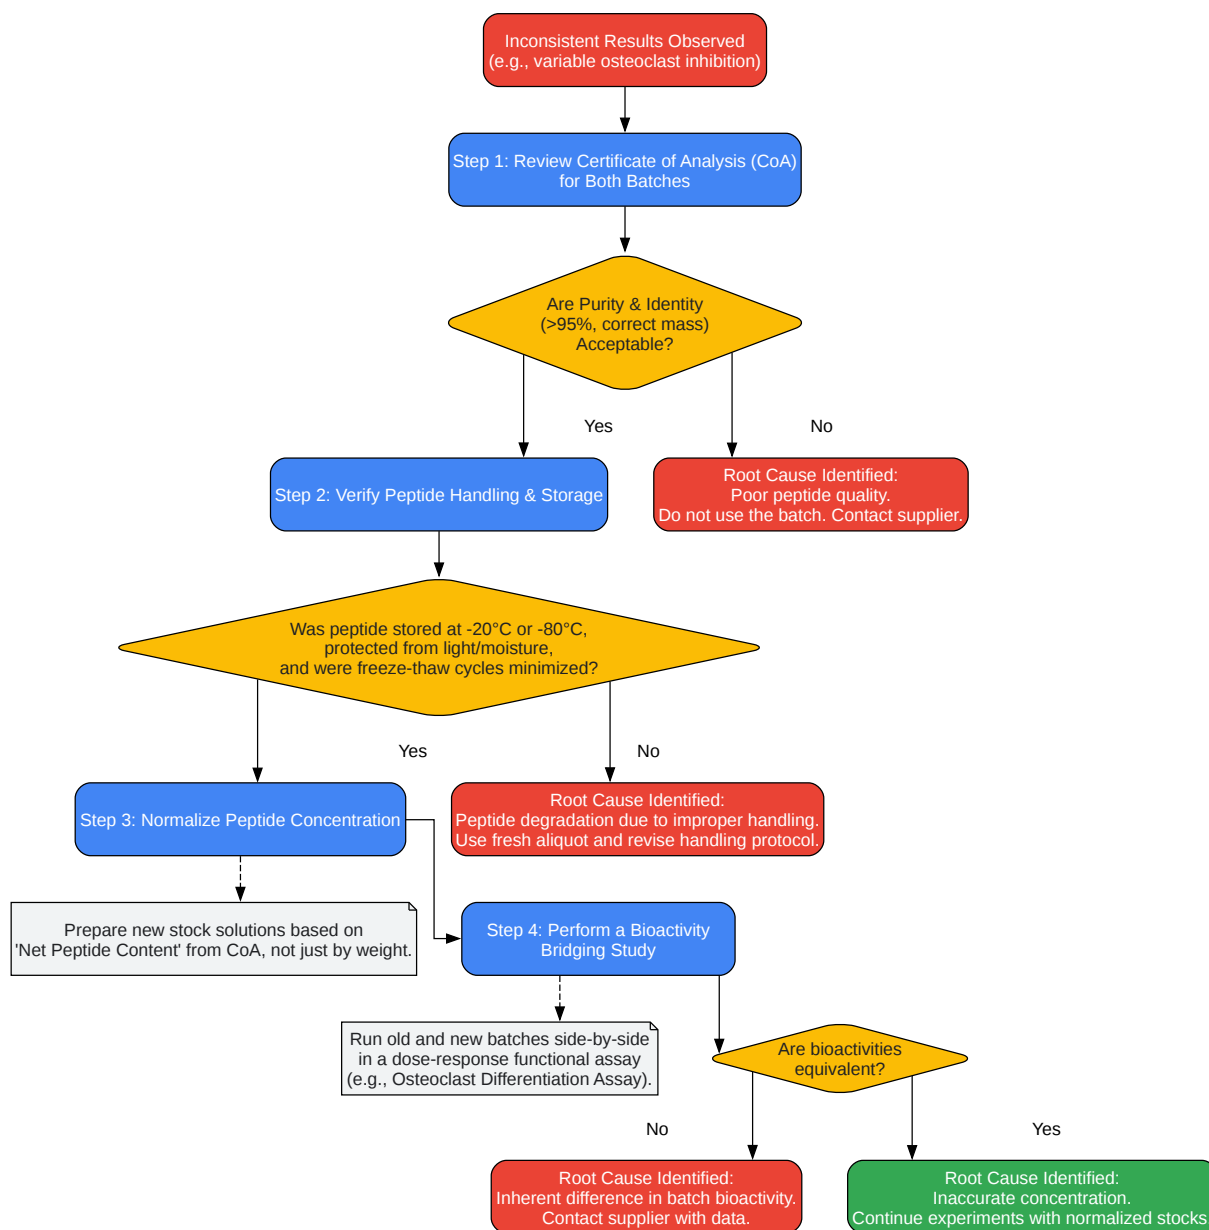 Inconsistent Results Observed
(e.g., variable osteoclast inhibition)
Step 1: Review Certificate of Analysis (CoA)
for Both Batches
Are Purity & Identity
(>95%, correct mass)
Acceptable?
Yes
No
Step 2: Verify Peptide Handling & Storage
Root Cause Identified:
Poor peptide quality.
Do not use the batch. Contact supplier.
Was peptide stored at -20°C or -80°C,
protected from light/moisture,
and were freeze-thaw cycles minimized?
Yes
No
Step 3: Normalize Peptide Concentration
Root Cause Identified:
Peptide degradation due to improper handling.
Use fresh aliquot and revise handling protocol.
Prepare new stock solutions based on
'Net Peptide Content' from CoA, not just by weight.
Step 4: Perform a Bioactivity
Bridging Study
Run old and new batches side-by-side
in a dose-response functional assay
(e.g., Osteoclast Differentiation Assay).
Are bioactivities
equivalent?
No
Yes
Root Cause Identified:
Inherent difference in batch bioactivity.
Contact supplier with data.
Root Cause Identified:
Inaccurate concentration.
Continue experiments with normalized stocks